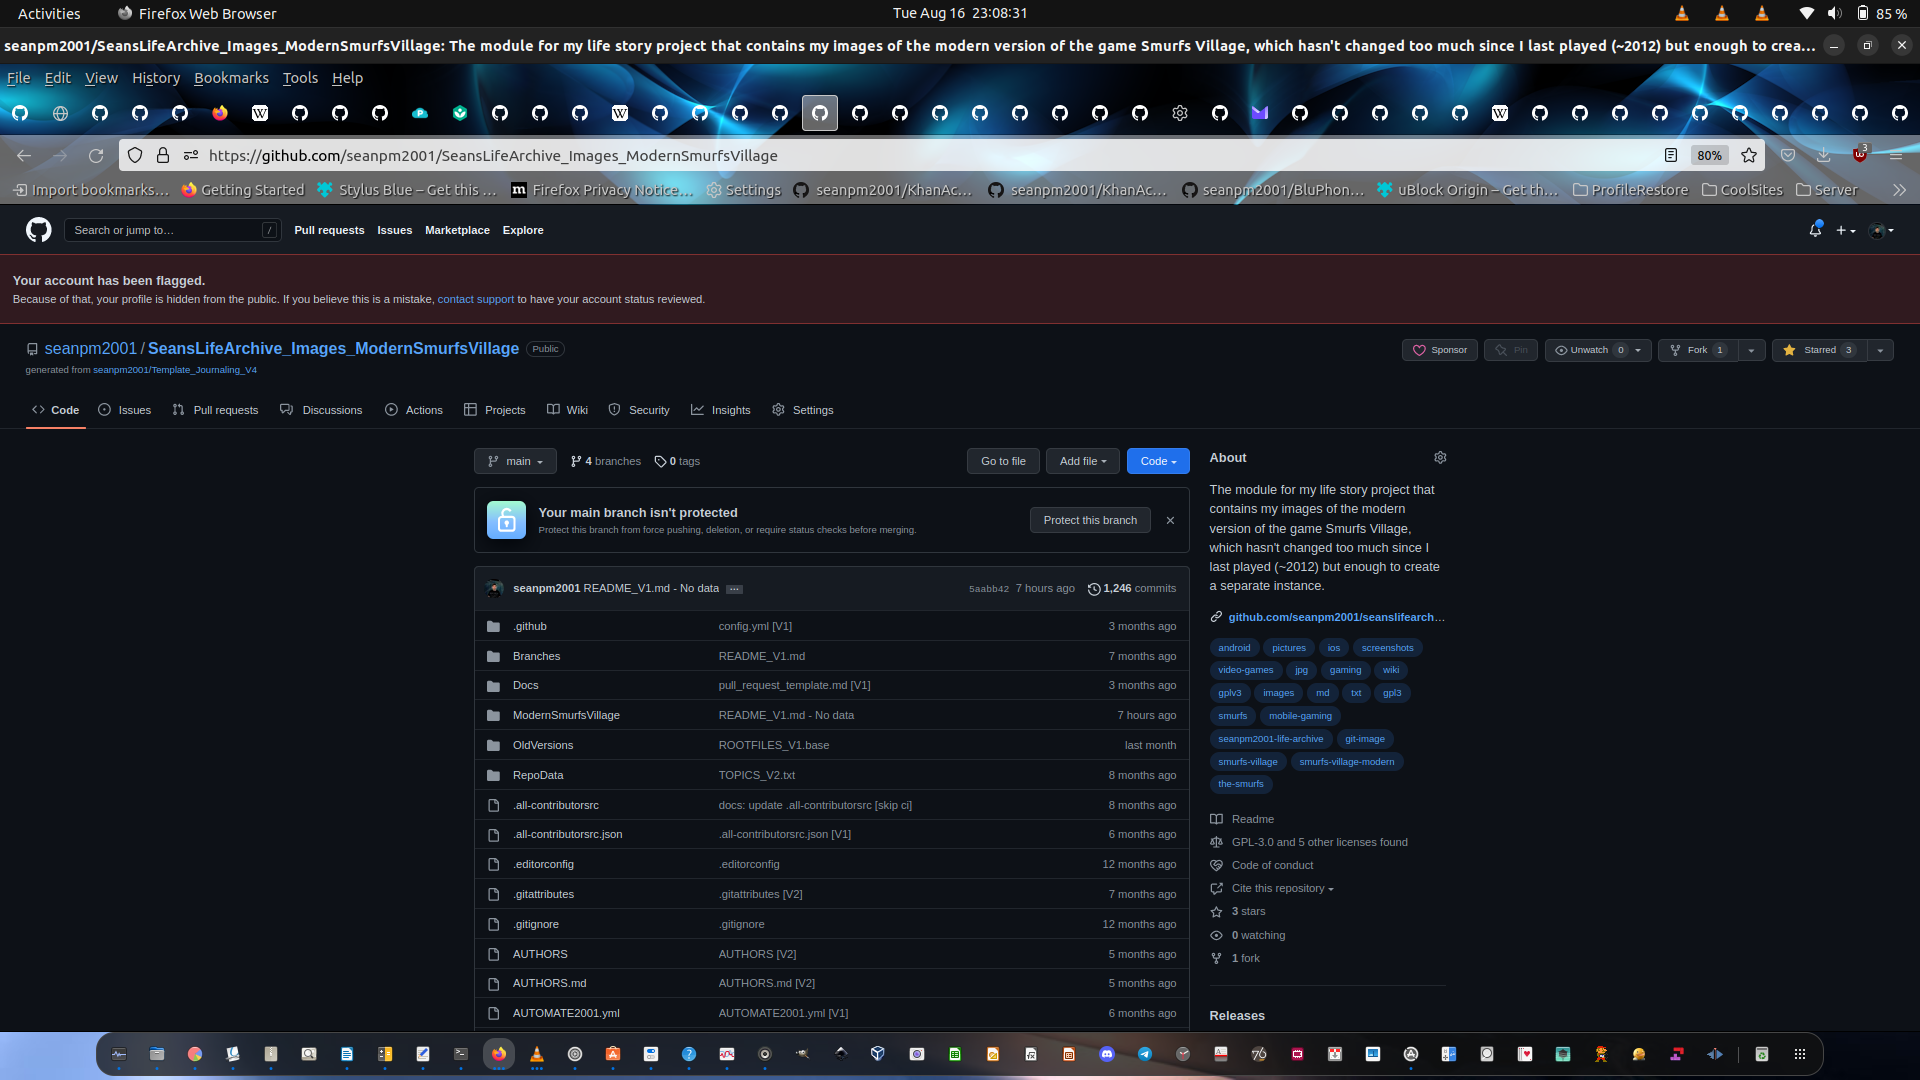 Activities Firefox Web Browser Tue Aug 16 23:08:31 85 %
seanpm2001/SeansLifeArchive_Images_ModernSmurfsVillage: The module for my life story project that contains my images of the modern version of the game Smurfs Village, which hasn't changed too much since I last played (~2012) but enough to crea…
File Edit View History Bookmarks Tools Help
https://github.com/seanpm2001/SeansLifeArchive_Images_ModernSmurfsVillage 80% 3
Import bookmarks… Getting Started Stylus Blue – Get this … Firefox Privacy Notice… Settings seanpm2001/KhanAc… seanpm2001/KhanAc… seanpm2001/BluPhon… uBlock Origin – Get th… ProfileRestore CoolSites Server
Search or jump to… / Pull requests Issues Marketplace Explore
Your account has been flagged.
Because of that, your profile is hidden from the public. If you believe this is a mistake, contact support to have your account status reviewed.
seanpm2001 / SeansLifeArchive_Images_ModernSmurfsVillage Public Sponsor Pin Unwatch 0 Fork 1 Starred 3
generated from seanpm2001/Template_Journaling_V4
Code Issues Pull requests Discussions Actions Projects Wiki Security Insights Settings
main 4 branches 0 tags Go to file Add file Code
Your main branch isn't protected
Protect this branch from force pushing, deletion, or require status checks before merging.
Protect this branch
seanpm2001 README_V1.md - No data … 5aabb42 7 hours ago 1,246 commits
.github config.yml [V1] 3 months ago
Branches README_V1.md 7 months ago
Docs pull_request_template.md [V1] 3 months ago
ModernSmurfsVillage README_V1.md - No data 7 hours ago
OldVersions ROOTFILES_V1.base last month
RepoData TOPICS_V2.txt 8 months ago
.all-contributorsrc docs: update .all-contributorsrc [skip ci] 8 months ago
.all-contributorsrc.json .all-contributorsrc.json [V1] 6 months ago
.editorconfig .editorconfig 12 months ago
.gitattributes .gitattributes [V2] 7 months ago
.gitignore .gitignore 12 months ago
AUTHORS AUTHORS [V2] 5 months ago
AUTHORS.md AUTHORS.md [V2] 5 months ago
AUTOMATE2001.yml AUTOMATE2001.yml [V1] 6 months ago
About
The module for my life story project that
contains my images of the modern
version of the game Smurfs Village,
which hasn't changed too much since I
last played (~2012) but enough to create
a separate instance.
github.com/seanpm2001/seanslifearch…
android pictures ios screenshots
video-games jpg gaming wiki
gplv3 images md txt gpl3
smurfs mobile-gaming
seanpm2001-life-archive git-image
smurfs-village smurfs-village-modern
the-smurfs
Readme
GPL-3.0 and 5 other licenses found
Code of conduct
Cite this repository
3 stars
0 watching
1 fork
Releases